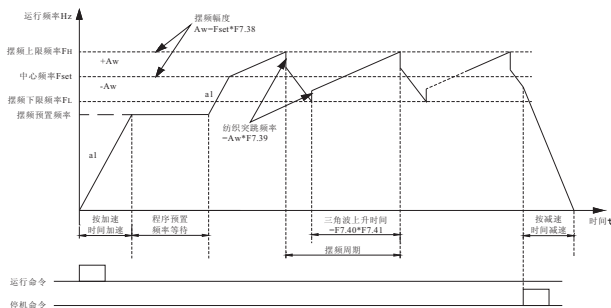 运行频率Hz
摆频幅度
Aw=Fset*F7.38
摆频上限频率FH
+Aw
中心频率Fset
-Aw
a1
摆频下限频率FL
摆频预置频率
纺织突跳频率
=Aw*F7.39
a1
按加速
时间加速
程序预置
频率等待
三角波上升时间
=F7.40*F7.41
摆频周期
按减速
时间减速
时间t
运行命令
停机命令